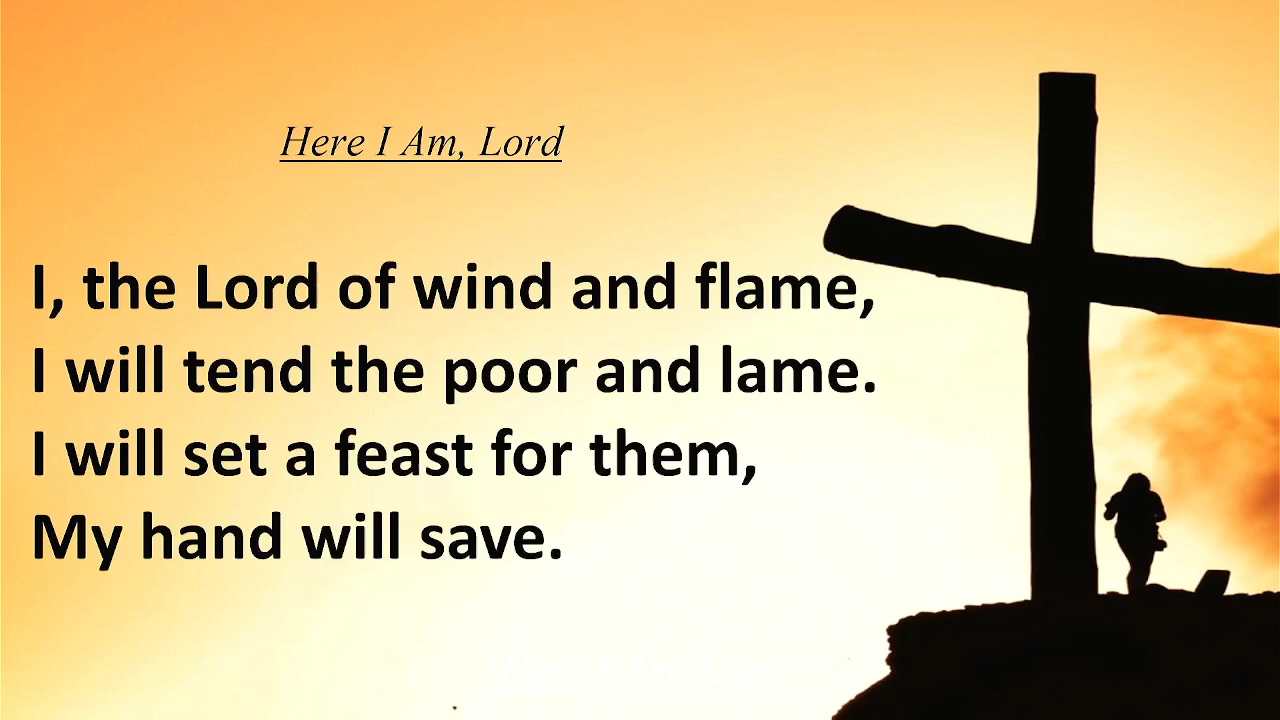 Here I Am, Lord
I, the Lord of wind and flame,
I will tend the poor and lame.
I will set a feast for them,
My hand will save.